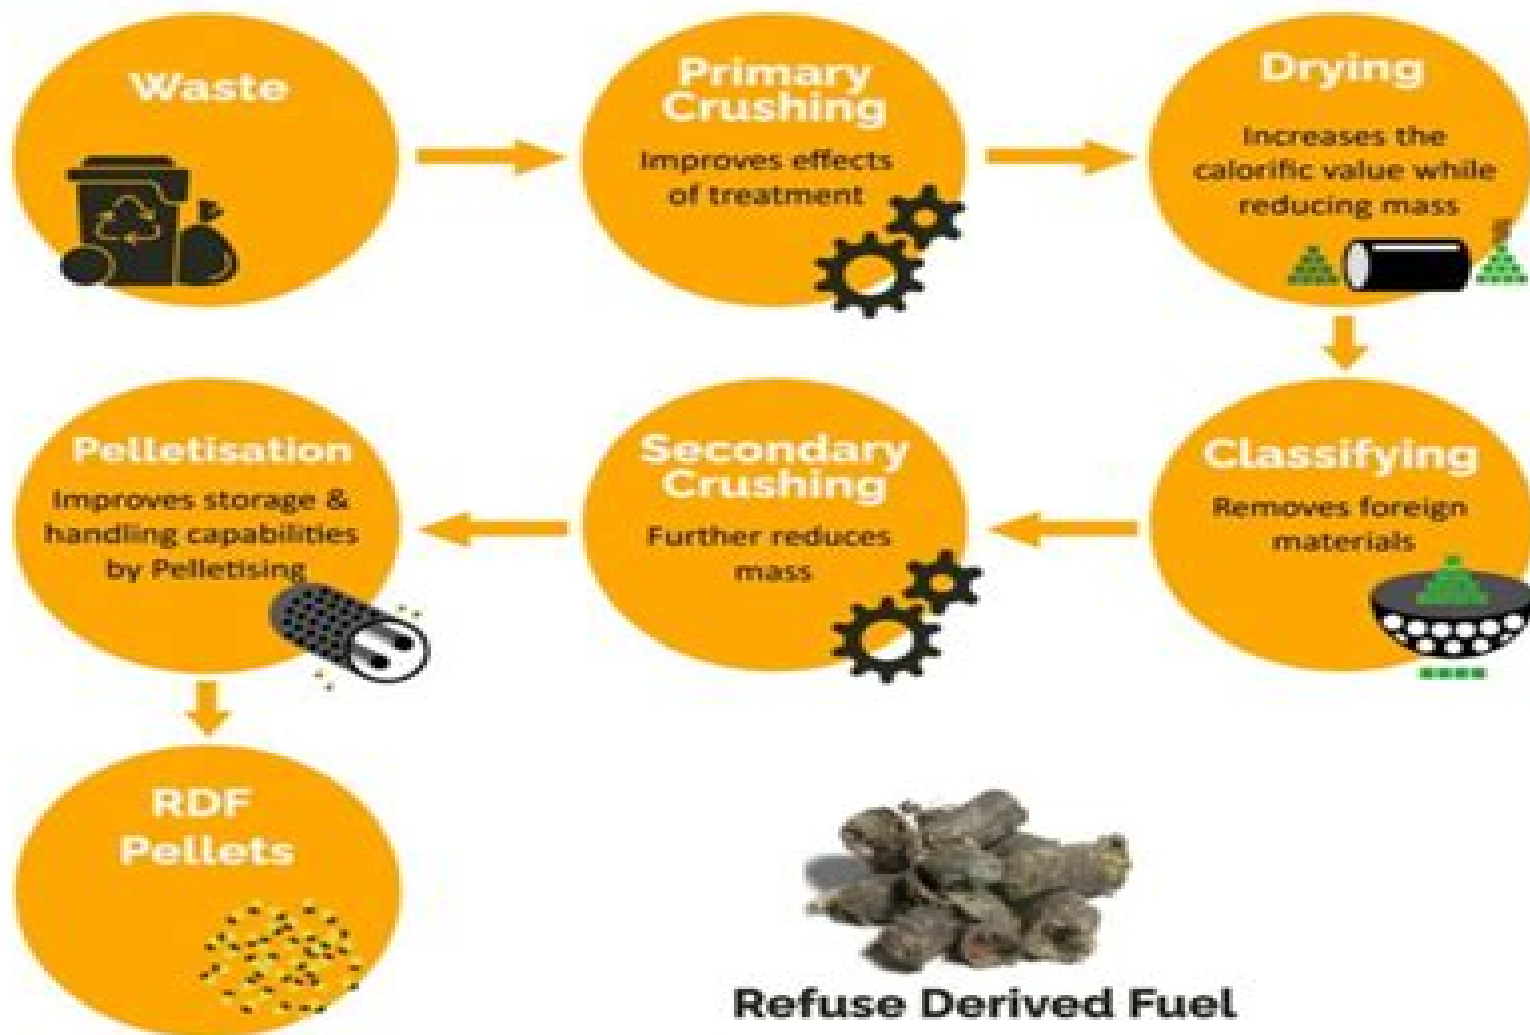 Waste
Primary
Crushing
Improves effects
of treatment
Drying
Increases the
calorific value while
reducing mass
Classifying
Removes foreign
materials
Secondary
Crushing
Further reduces
mass
Pelletisation
Improves storage &
handling capabilities
by Pelletising
RDF
Pellets
Refuse Derived Fuel